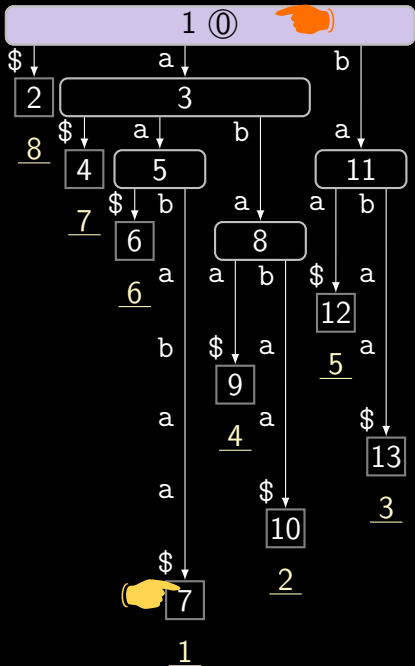 1 ⓪
$ a b
2 3
8 $ a b a
4 5 11
7 $ b a a b
6 8
6 a a b $ a
12
b $ a 5 a
9
a 4 a $
13
a $ 3
10
$ 2
7
1